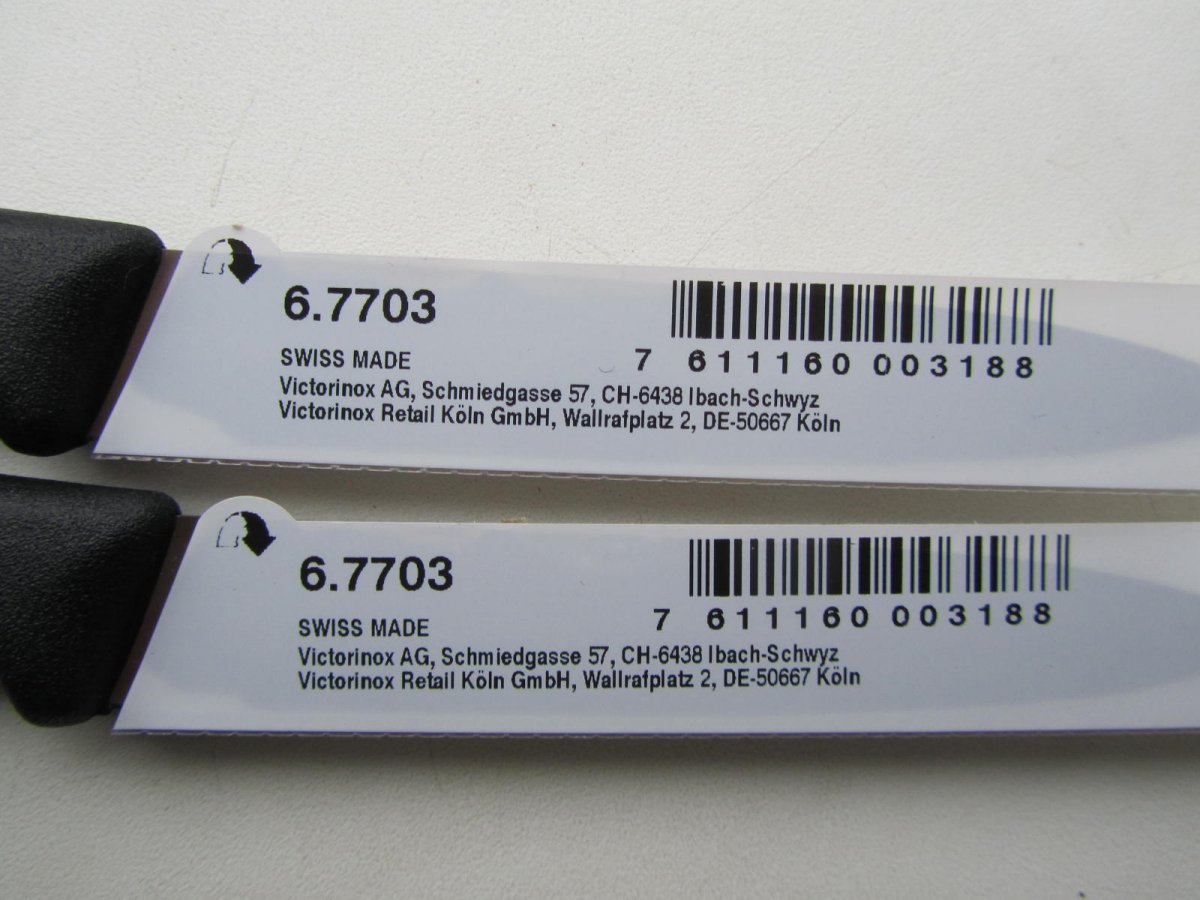 6.7703
7 611160 003188
SWISS MADE
Victorinox AG, Schmiedgasse 57, CH-6438 Ibach-Schwyz
Victorinox Retail Köln GmbH, Wallrafplatz 2, DE-50667 Köln
6.7703
7 611160 003188
SWISS MADE
Victorinox AG, Schmiedgasse 57, CH-6438 Ibach-Schwyz
Victorinox Retail Köln GmbH, Wallrafplatz 2, DE-50667 Köln